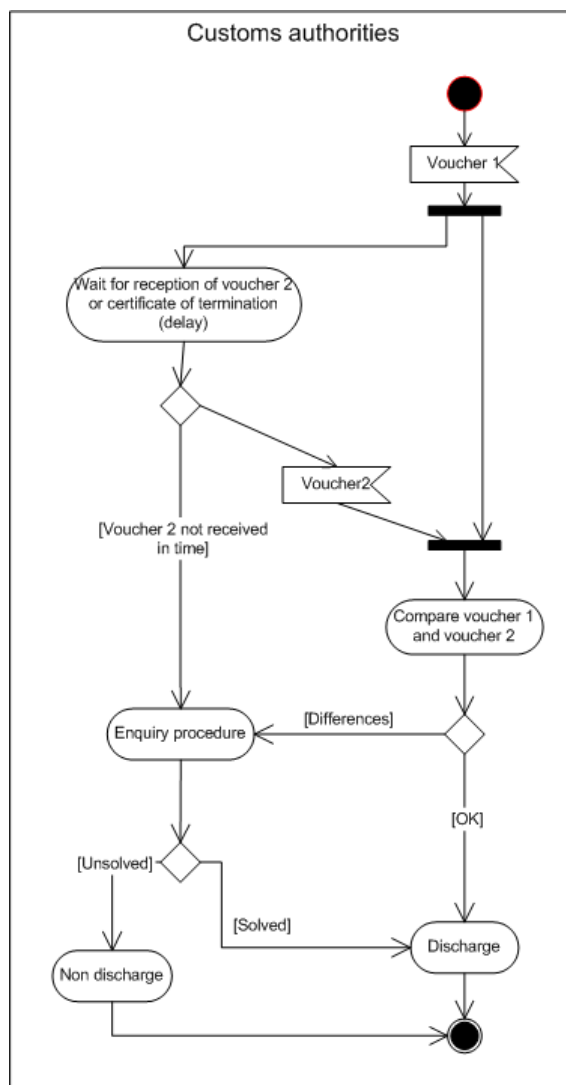 Customs authorities
Voucher 1
Wait for reception of voucher 2
or certificate of termination
(delay)
Voucher2
[Voucher 2 not received
in time]
Compare voucher 1
and voucher 2
Enquiry procedure
[Differences]
[OK]
[Unsolved]
[Solved]
Discharge
Non discharge